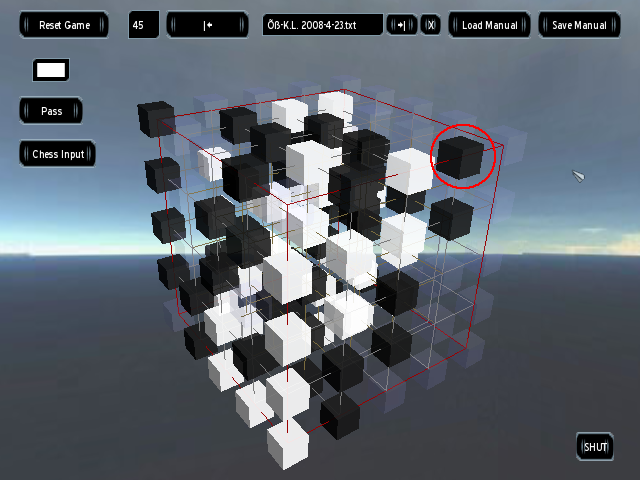 Reset Game
45
|←
Õß-K.L. 2008-4-23.txt
→|
X
Load Manual
Save Manual
Pass
Chess Input
SHUT